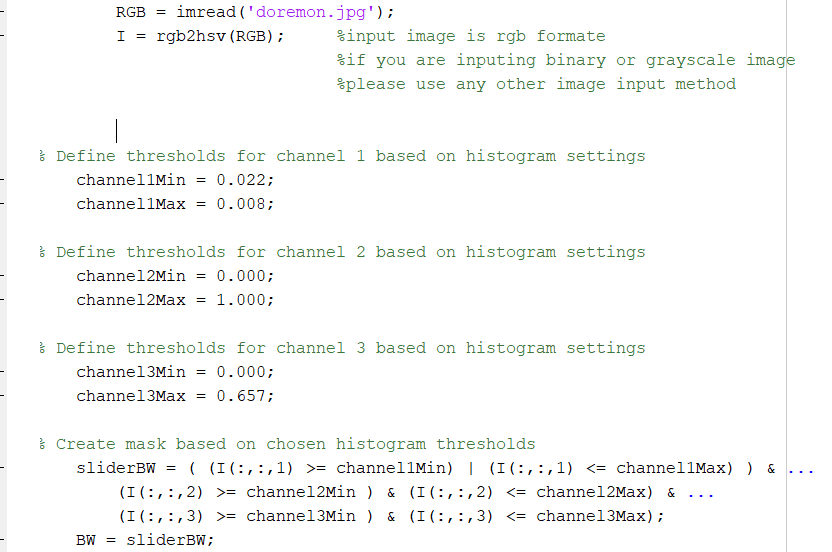 RGB = imread('doremon.jpg');
I = rgb2hsv(RGB);     %input image is rgb formate
%if you are inputing binary or grayscale image
%please use any other image input method
% Define thresholds for channel 1 based on histogram settings
channel1Min = 0.022;
channel1Max = 0.008;
% Define thresholds for channel 2 based on histogram settings
channel2Min = 0.000;
channel2Max = 1.000;
% Define thresholds for channel 3 based on histogram settings
channel3Min = 0.000;
channel3Max = 0.657;
% Create mask based on chosen histogram thresholds
sliderBW = ( (I(:,:,1) >= channel1Min) | (I(:,:,1) <= channel1Max) ) & ...
(I(:,:,2) >= channel2Min ) & (I(:,:,2) <= channel2Max) & ...
(I(:,:,3) >= channel3Min ) & (I(:,:,3) <= channel3Max);
BW = sliderBW;